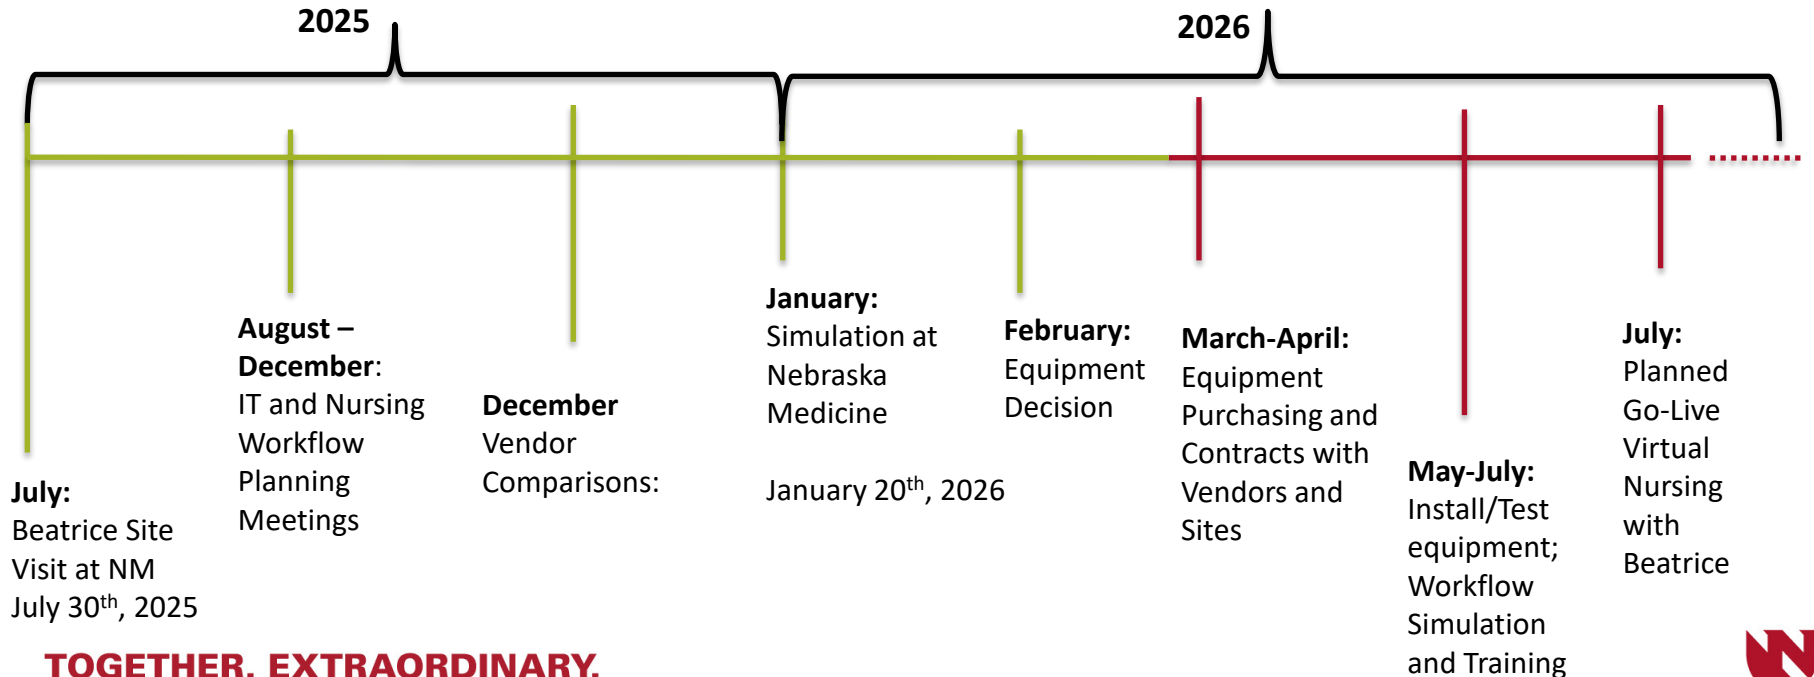 2025
2026
July:
Beatrice Site
Visit at NM
July 30th, 2025
August –
December:
IT and Nursing
Workflow
Planning
Meetings
December
Vendor
Comparisons:
January:
Simulation at
Nebraska
Medicine
January 20th, 2026
February:
Equipment
Decision
March-April:
Equipment
Purchasing and
Contracts with
Vendors and
Sites
May-July:
Install/Test
equipment;
Workflow
Simulation
and Training
July:
Planned
Go-Live
Virtual
Nursing
with
Beatrice
TOGETHER. EXTRAORDINARY.